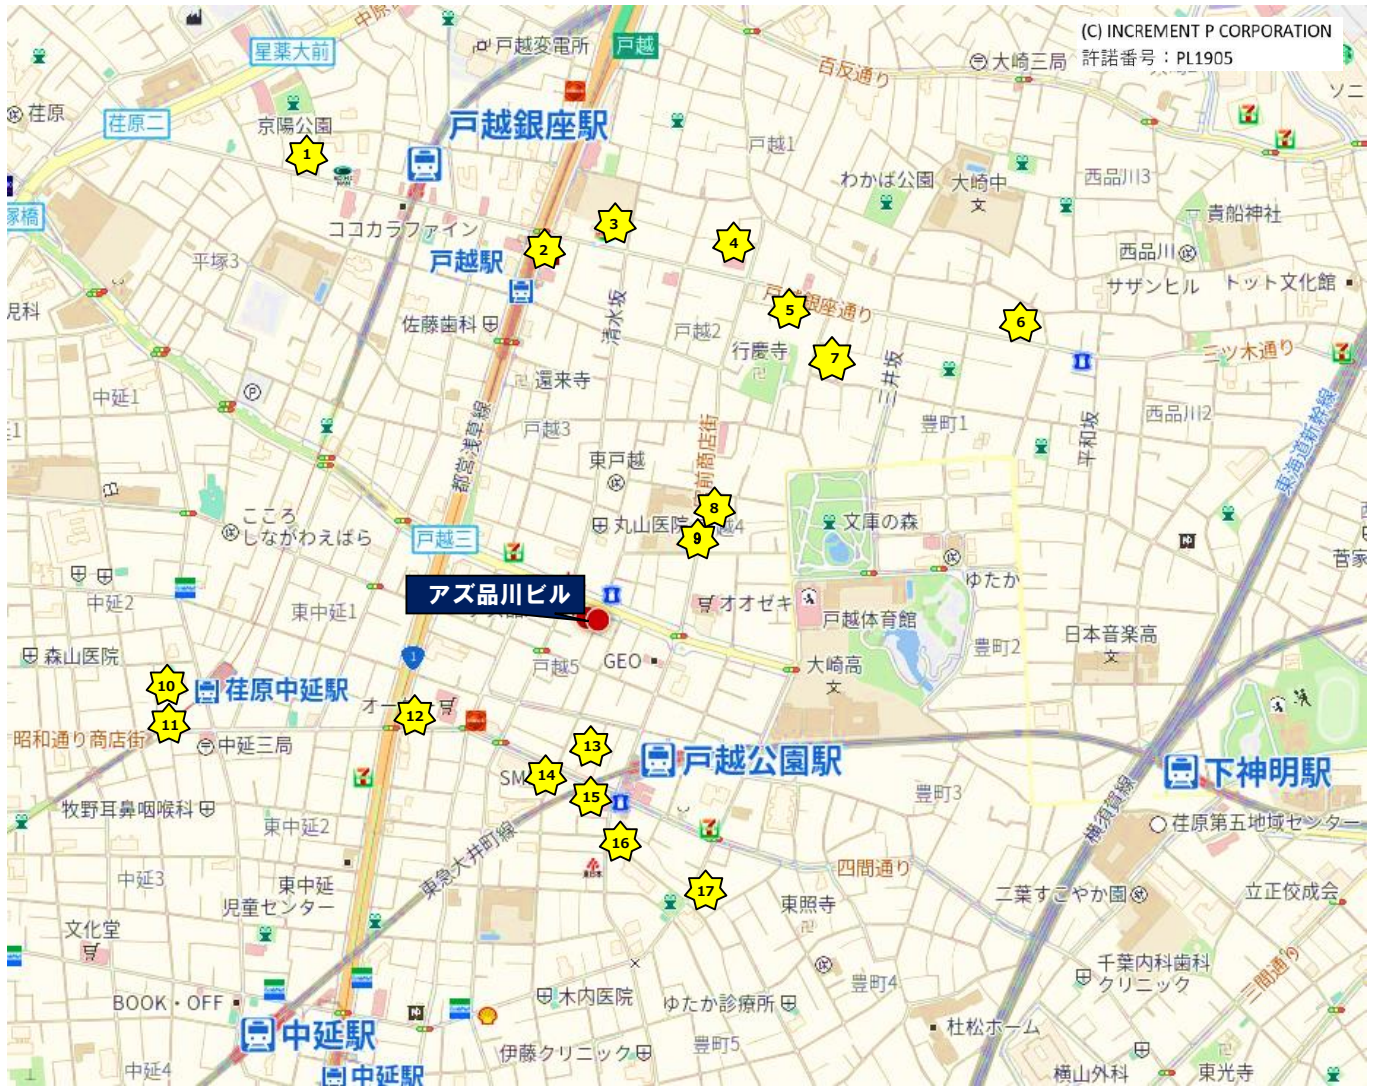 (C) INCREMENT P CORPORATION
許諾番号：PL1905
中原
星薬大前
戸越変電所
戸越
百反通り
大崎三局
ソニ
荏原
荏原二
京陽公園
戸越銀座駅
戸越1
1
わかば公園
大崎中
文
西品川3
塚橋
ココカラファイン
3
貴船神社
平塚3
戸越駅
2
4
西品川
サザンヒル
トット文化館
児科
佐藤歯科
清水坂
戸越2
5
戸越銀座通り
6
行慶寺
7
三ツ木通り
還来寺
三井坂
中延1
戸越3
豊町1
西品川2
平和坂
東海道新幹線
都営浅草線
東戸越
前商店街
こころ
しながわえばら
戸越三
丸山医院
8
越4
9
文庫の森
菅家
ゆたか
中延2
東中延1
アズ品川ビル
オオゼキ
戸越体育館
森山医院
戸越5
GEO
大崎高
文
豊町2
日本音楽高
文
10
荏原中延駅
11
オー
12
昭和通り商店街
中延三局
13
戸越公園駅
SM
14
15
下神明駅
牧野耳鼻咽喉科
東中延2
豊町3
横須賀線
荏原第五地域センター
東急大井町線
16
四間通り
中延3
東中延
児童センター
17
東照寺
二葉すこやか園
立正佼成会
文化堂
千葉内科歯科
クリニック
三間通り
BOOK・OFF
木内医院
ゆたか診療所
豊町4
杜松ホーム
中延駅
伊藤クリニック
豊町5
中延4
中延駅
横山外科
東光寺